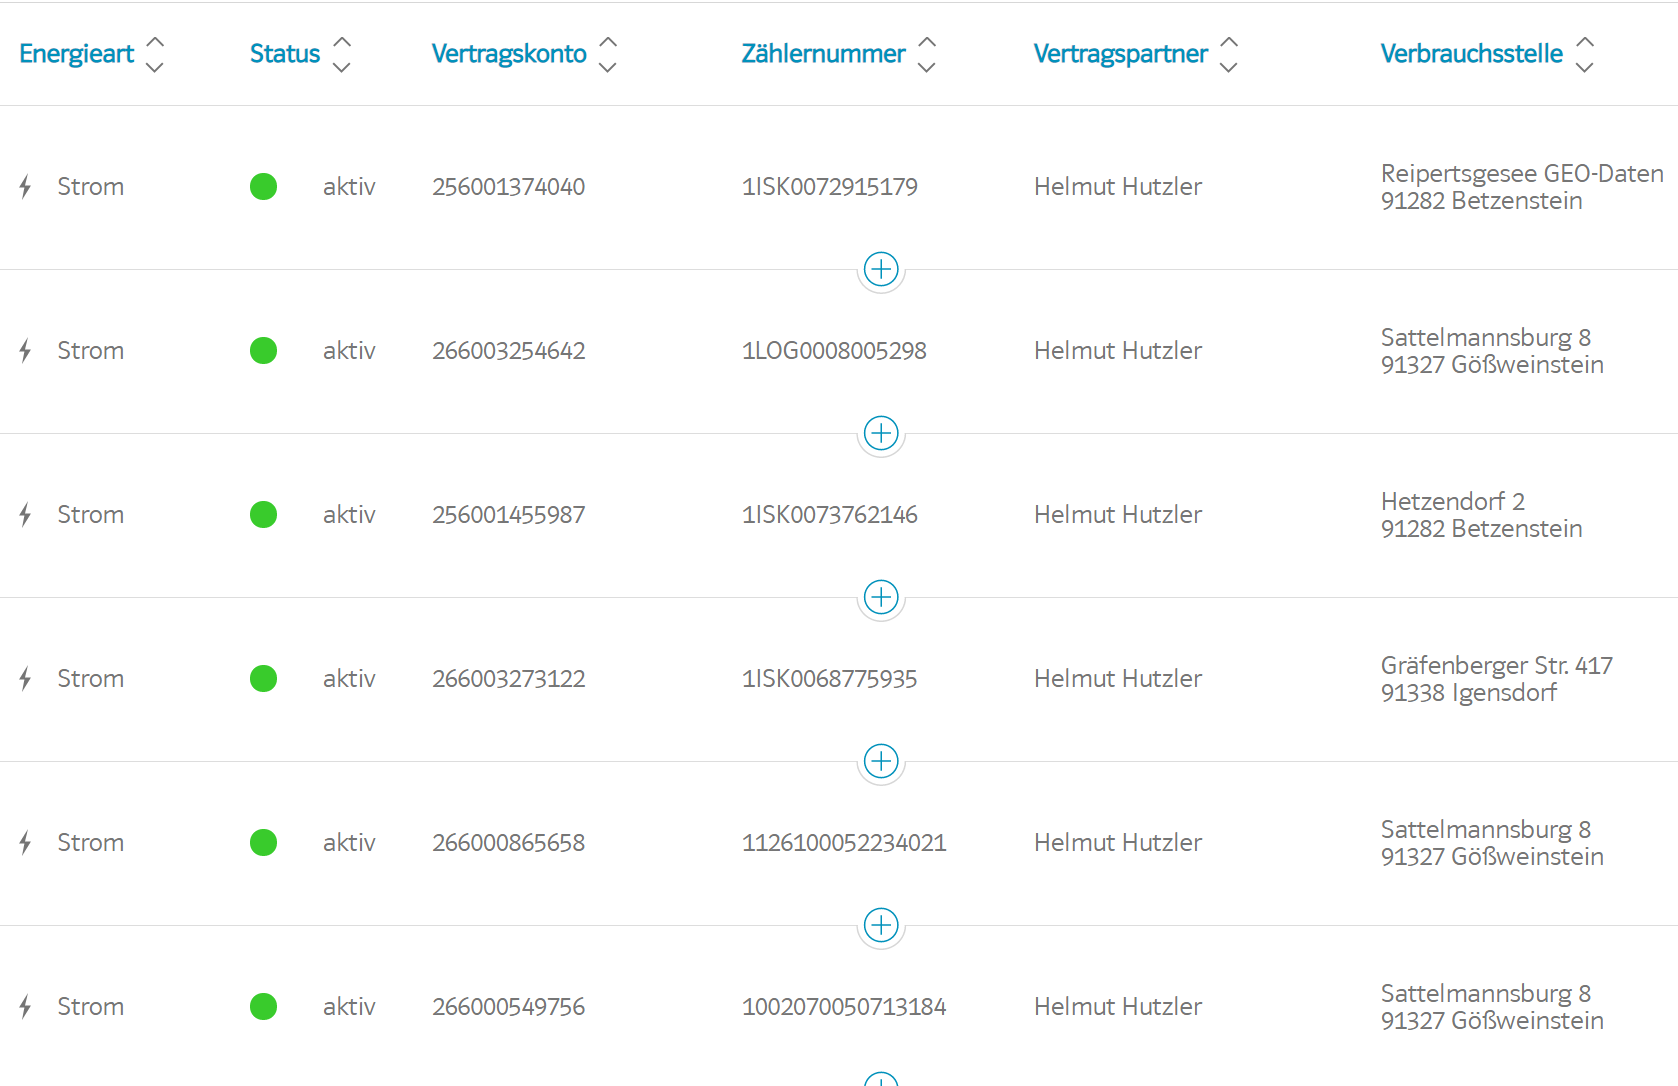 Energieart Status Vertragskonto Zählernummer Vertragspartner Verbrauchsstelle
Strom aktiv 256001374040 1ISK0072915179 Helmut Hutzler Reipertsgesee GEO-Daten
91282 Betzenstein
Strom aktiv 266003254642 1LOG0008005298 Helmut Hutzler Sattelmannsburg 8
91327 Gößweinstein
Strom aktiv 256001455987 1ISK0073762146 Helmut Hutzler Hetzendorf 2
91282 Betzenstein
Strom aktiv 266003273122 1ISK0068775935 Helmut Hutzler Gräfenberger Str. 417
91338 Igensdorf
Strom aktiv 266000865658 1126100052234021 Helmut Hutzler Sattelmannsburg 8
91327 Gößweinstein
Strom aktiv 266000549756 1002070050713184 Helmut Hutzler Sattelmannsburg 8
91327 Gößweinstein